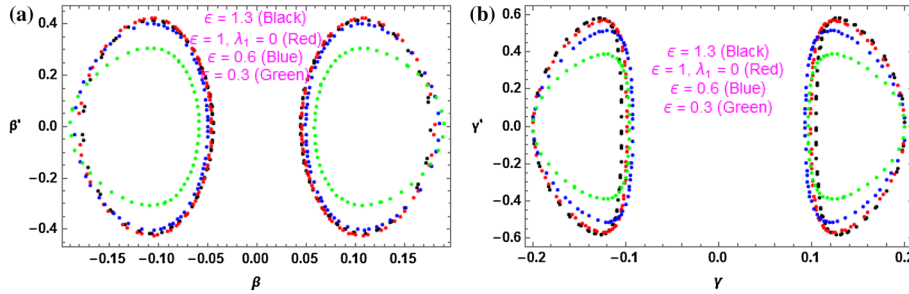 (a)
ϵ = 1.3 (Black)
ϵ = 1, λ₁ = 0 (Red)
ϵ = 0.6 (Blue)
ϵ = 0.3 (Green)
0.4
0.2
0.0
-0.2
-0.4
β'
-0.15 -0.10 -0.05 0.00 0.05 0.10 0.15
β
(b)
ϵ = 1.3 (Black)
ϵ = 1, λ₁ = 0 (Red)
ϵ = 0.6 (Blue)
ϵ = 0.3 (Green)
0.6
0.4
0.2
0.0
-0.2
-0.4
-0.6
γ'
-0.2 -0.1 0.0 0.1 0.2
γ